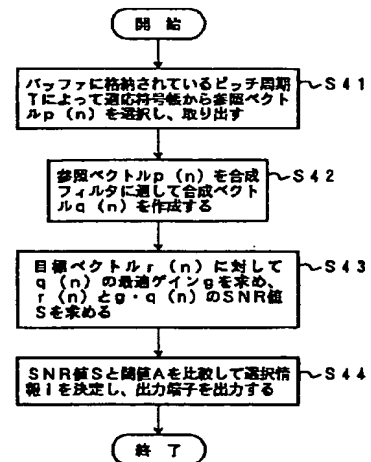 開 始
バッファに格納されているピッチ周期
Tによって適応符号帳から参照ベクト
ルp(n)を選択し、取り出す
S41
参照ベクトルp(n)を合成
フィルタに通して合成ベクト
ルq(n)を作成する
S42
目標ベクトルr(n)に対して
q(n)の最適ゲインgを求め、
r(n)とg・q(n)のSNR値
Sを求める
S43
SNR値Sと閾値Aを比較して選択情
報iを決定し、出力端子を出力する
S44
終 了